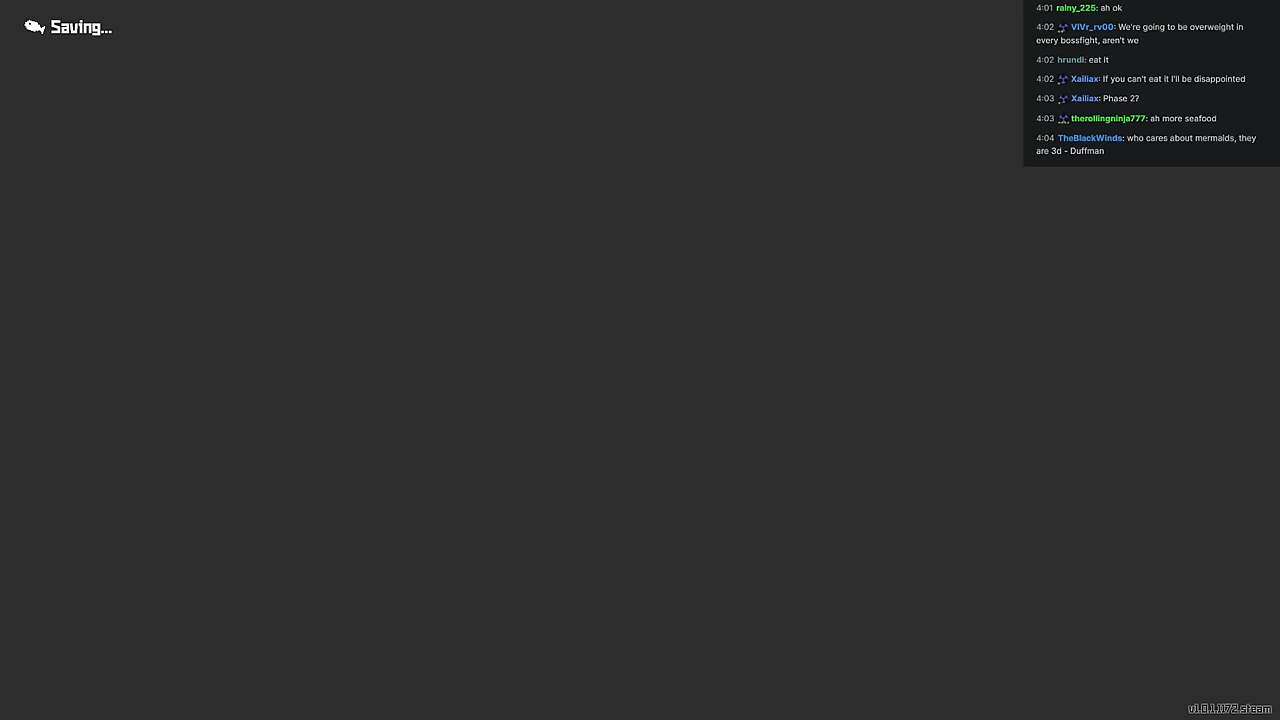 Saving...
4:01 rainy_225: ah ok
4:02 VIVr_rv00: We're going to be overweight in
every bossfight, aren't we
4:02 hrundi: eat it
4:02 Xailiax: If you can't eat it I'll be disappointed
4:03 Xailiax: Phase 2?
4:03 therollingninja777: ah more seafood
4:04 TheBlackWinds: who cares about mermaids, they
are 3d - Duffman
v1.0.1.1172.steam